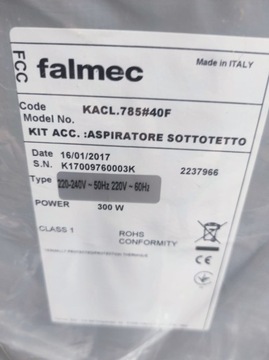 FCC
falmec
Made in ITALY
Code KACL.785#40F
Model No.
KIT ACC. :ASPIRATORE SOTTOTETTO
Date 16/01/2017
S.N. K17009760003K 2237966
Type 220-240V ~ 50Hz 220V ~ 60Hz
POWER 300 W
CLASS 1 ROHS
CONFORMITY